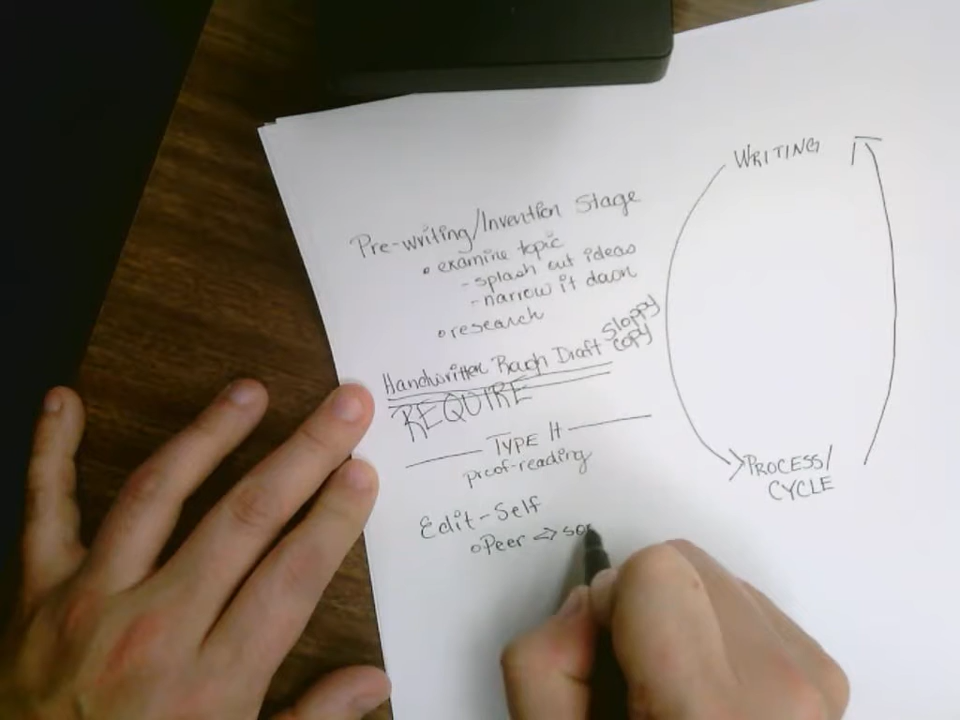 Pre-writing/Invention Stage
• examine topic
- splash out ideas
- narrow it down
• research
Handwritten Rough Draft Sloppy copy
REQUIRE
TYPE It
proof-reading
Edit-Self
• Peer <=>
WRITING
PROCESS/
CYCLE